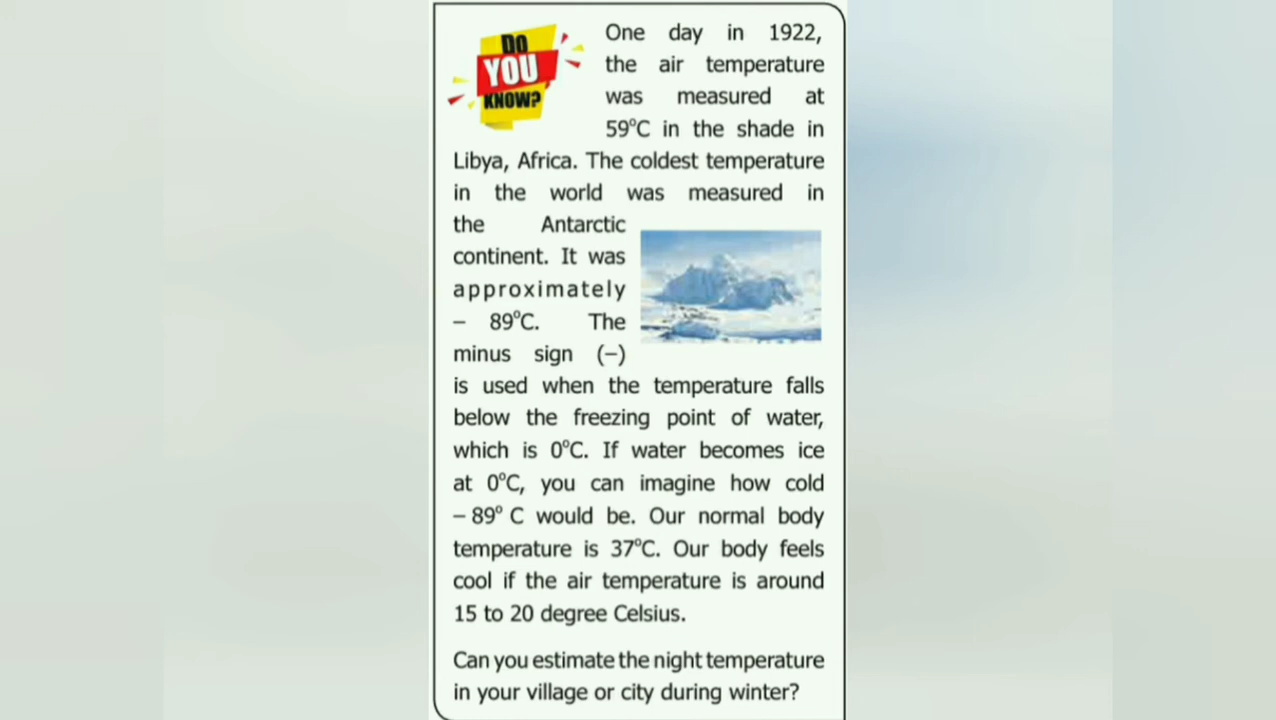 DO
YOU
KNOW?
One day in 1922,
the air temperature
was measured at
59°C in the shade in
Libya, Africa. The coldest temperature
in the world was measured in
the Antarctic
continent. It was
approximately
– 89°C. The
minus sign (–)
is used when the temperature falls
below the freezing point of water,
which is 0°C. If water becomes ice
at 0°C, you can imagine how cold
– 89° C would be. Our normal body
temperature is 37°C. Our body feels
cool if the air temperature is around
15 to 20 degree Celsius.
Can you estimate the night temperature
in your village or city during winter?